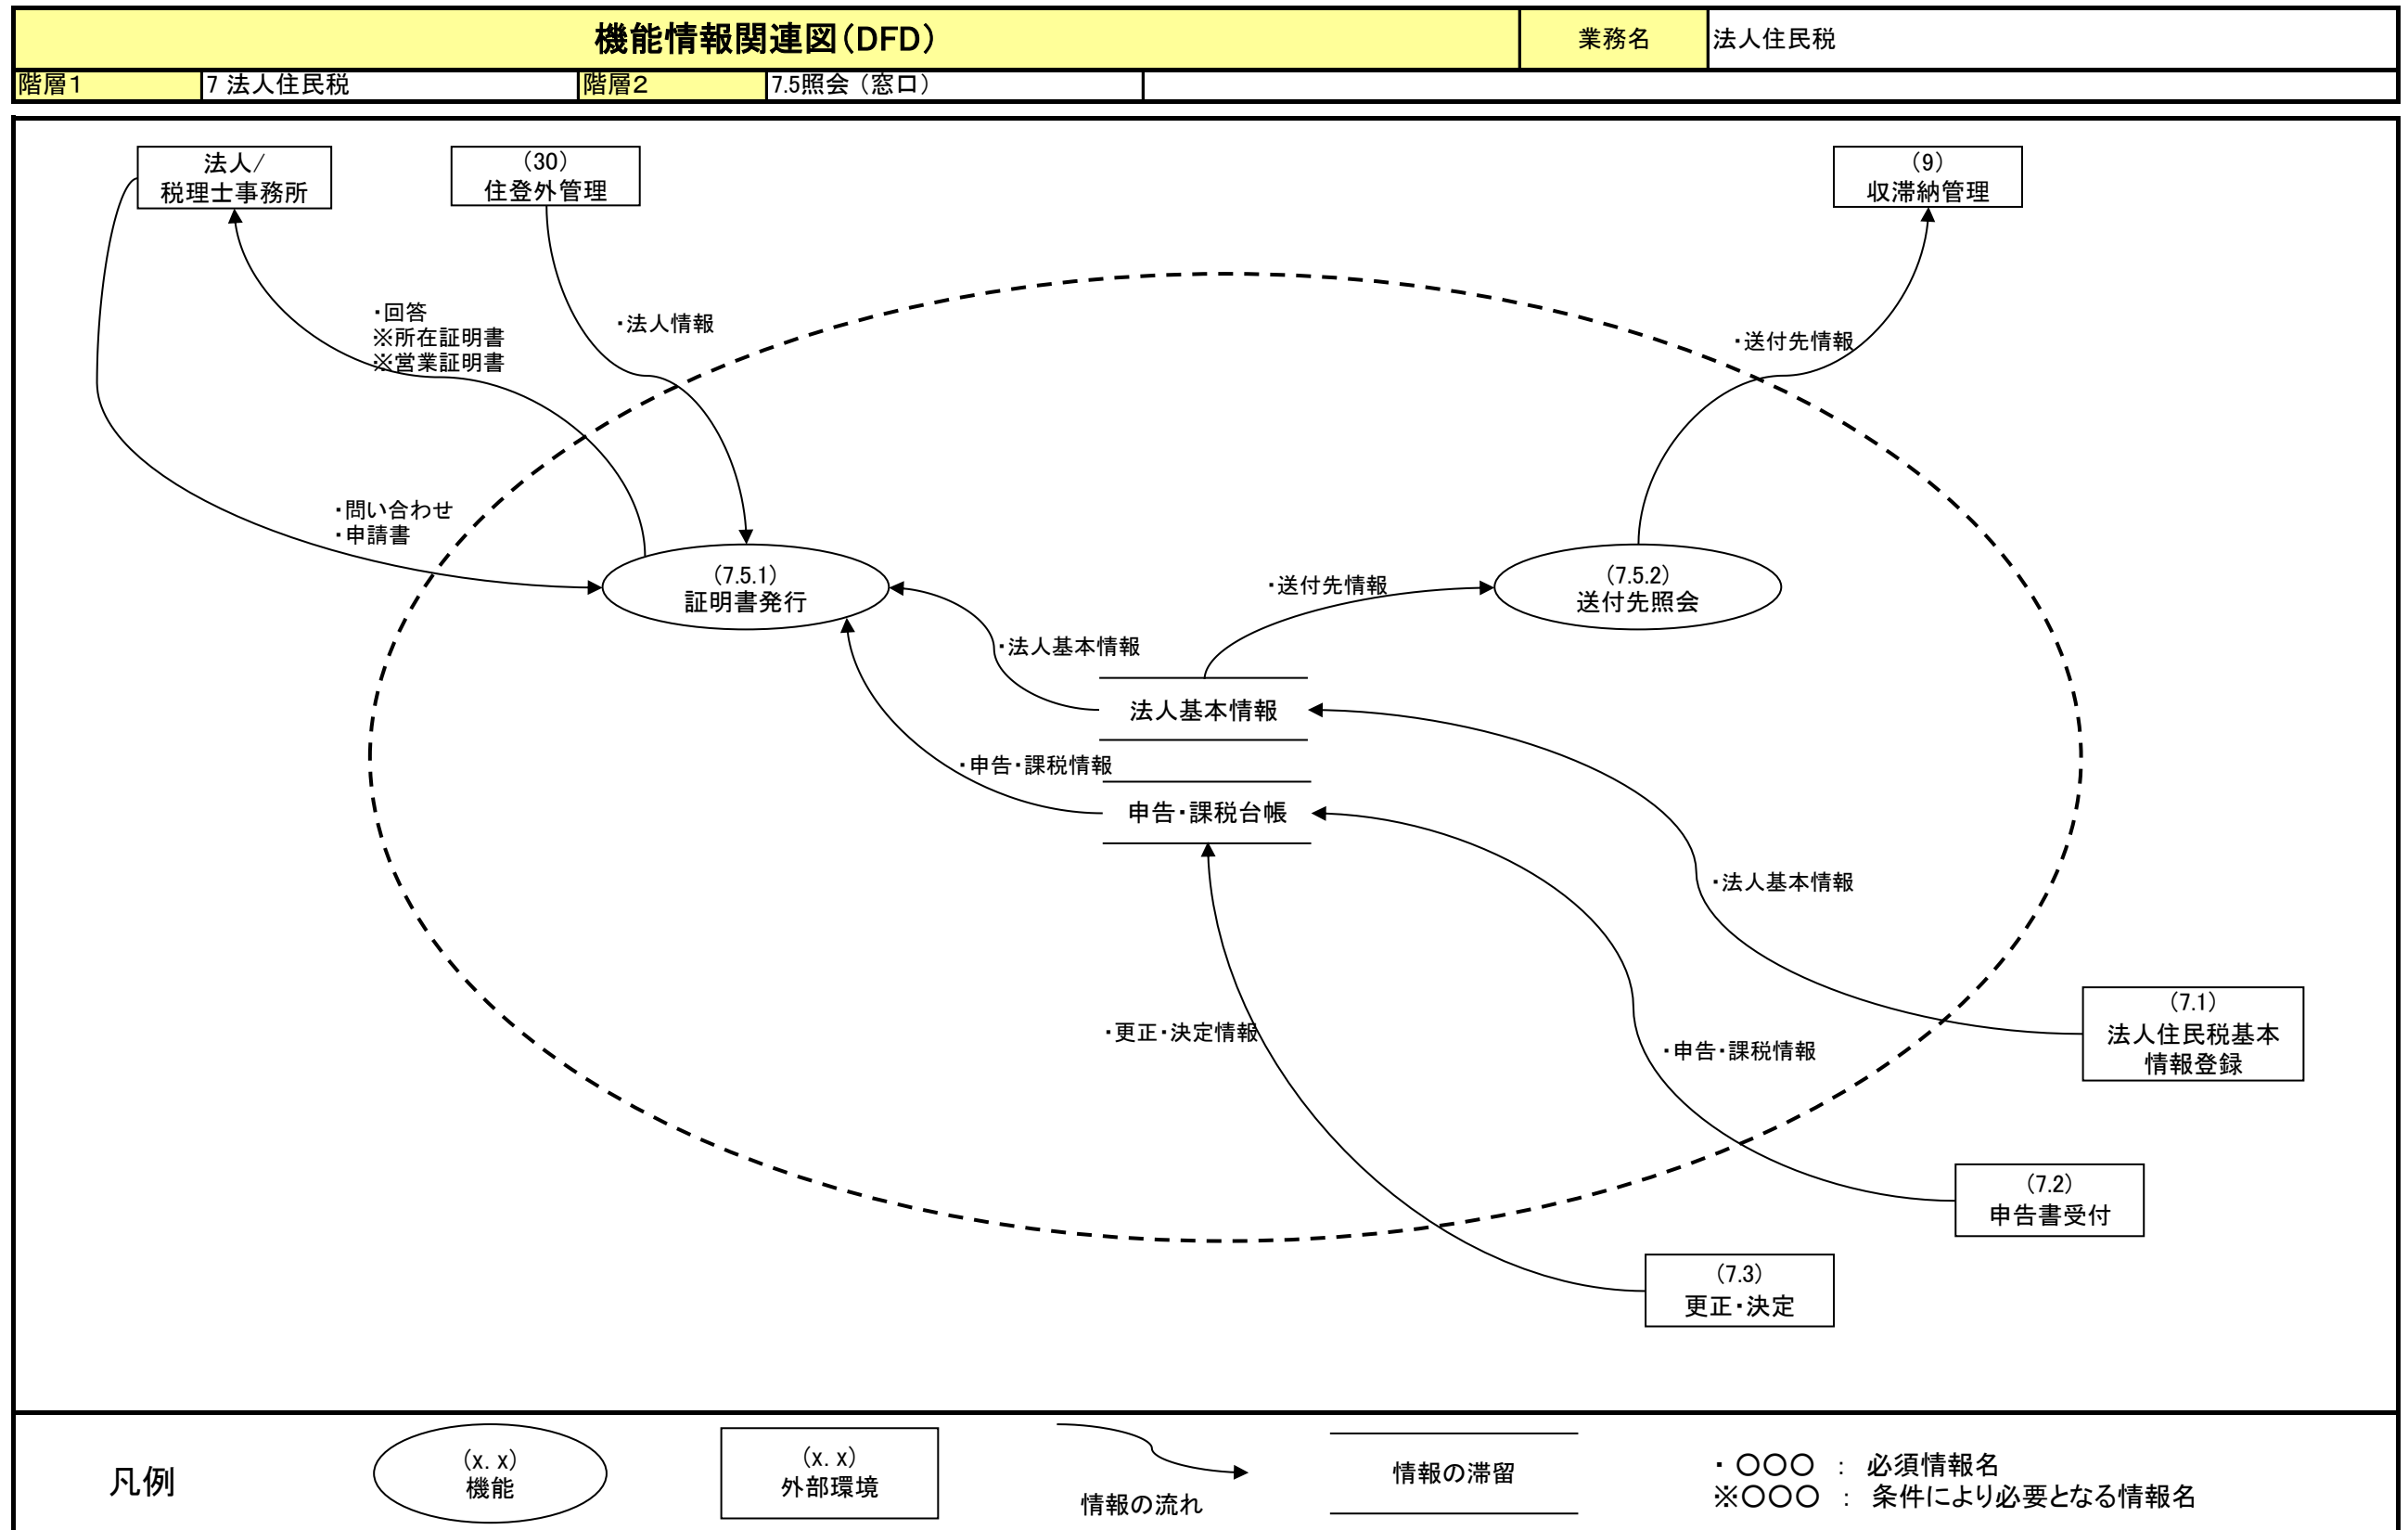 機能情報関連図（DFD）
業務名
法人住民税
階層１
7 法人住民税
階層２
7.5照会（窓口）
法人/
税理士事務所
（30）
住登外管理
（9）
収滞納管理
・回答
※所在証明書
※営業証明書
・法人情報
・送付先情報
・問い合わせ
・申請書
（7.5.1）
証明書発行
・送付先情報
（7.5.2）
送付先照会
・法人基本情報
法人基本情報
・申告・課税情報
申告・課税台帳
・法人基本情報
・更正・決定情報
・申告・課税情報
（7.1）
法人住民税基本
情報登録
（7.2）
申告書受付
（7.3）
更正・決定
凡例
（x. x）
機能
（x. x）
外部環境
情報の流れ
情報の滞留
・ 〇〇〇 ： 必須情報名
※〇〇〇 ： 条件により必要となる情報名